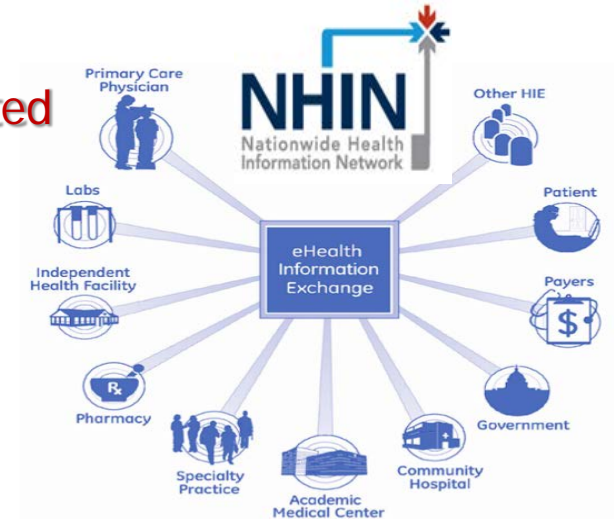 NHIN
Nationwide Health
Information Network
Primary Care
Physician
Other HIE
Labs
Patient
eHealth
Information
Exchange
Independent
Health Facility
Payers
$
Rx
Pharmacy
Government
Specialty
Practice
Community
Hospital
Academic
Medical Center